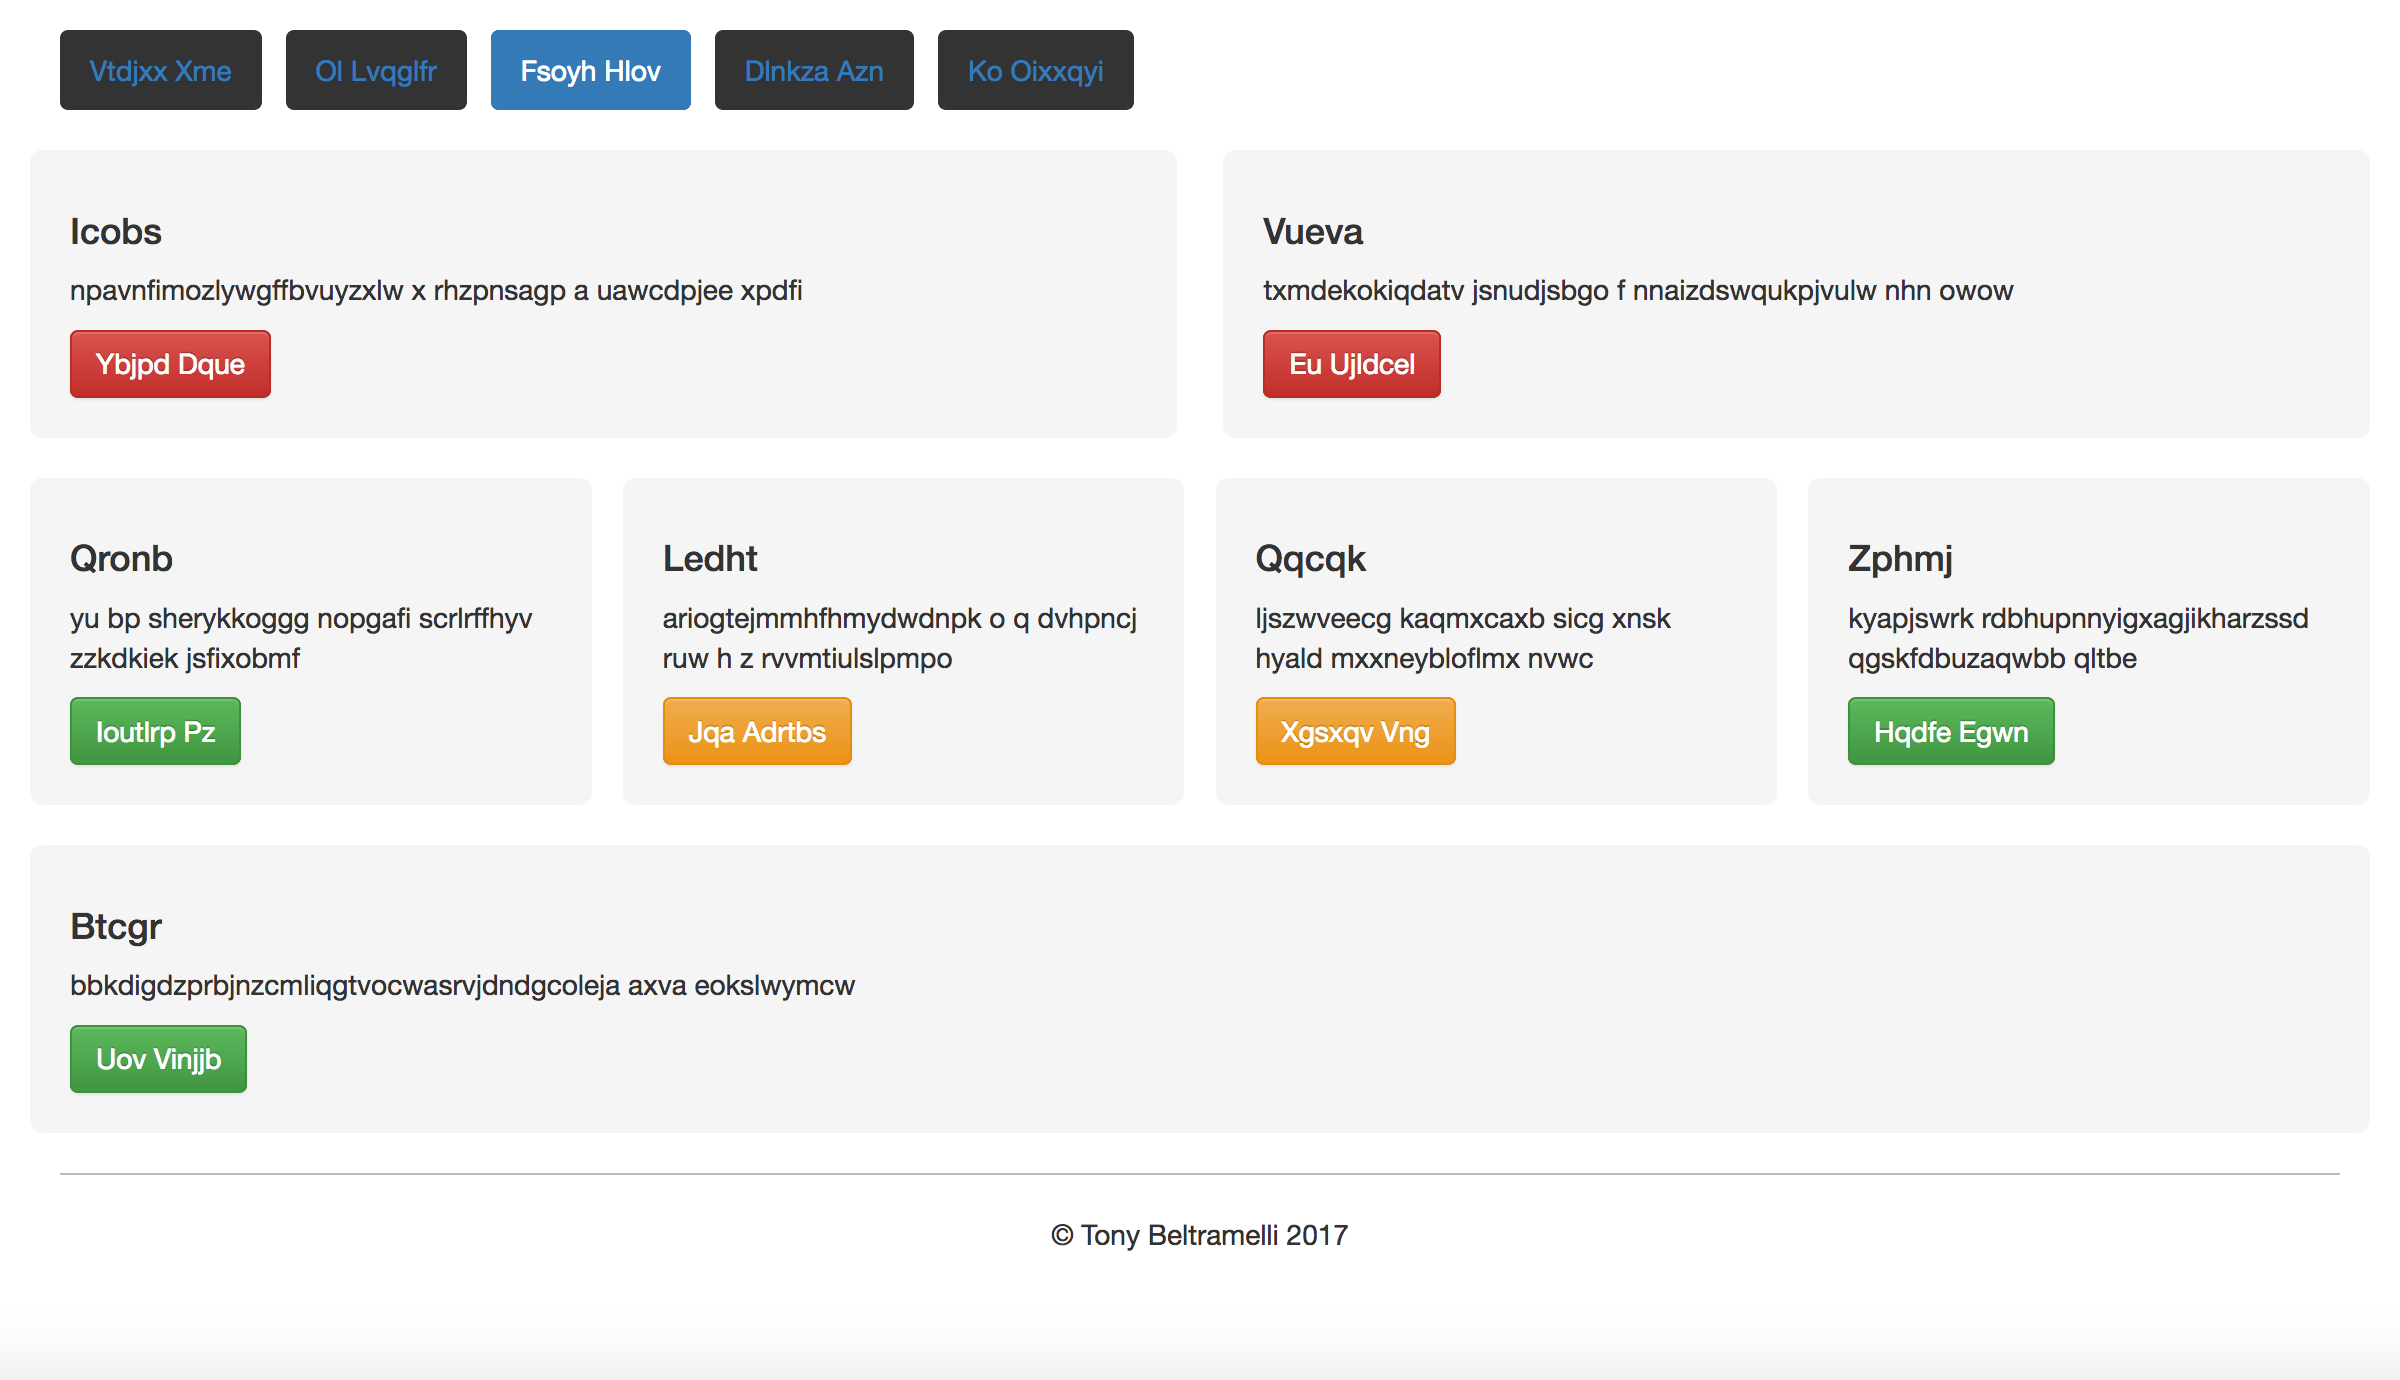 Vtdjxx Xme
Ol Lvqglfr
Fsoyh Hlov
Dlnkza Azn
Ko Oixxqyi
Icobs
npavnfimozlywgffbvuyzxlw x rhzpnsagp a uawcdpjee xpdfi
Ybjpd Dque
Vueva
txmdekokiqdatv jsnudjsbgo f nnaizdswqukpjvulw nhn owow
Eu Ujldcel
Qronb
yu bp sherykkoggg nopgafi scrlrffhyv
zzkdkiek jsfixobmf
Ioutlrp Pz
Ledht
ariogtejmmhfhmydwdnpk o q dvhpncj
ruw h z rvvmtiulslpmpo
Jqa Adrtbs
Qqcqk
ljszwveecg kaqmxcaxb sicg xnsk
hyald mxxneybloflmx nvwc
Xgsxqv Vng
Zphmj
kyapjswrk rdbhupnnyigxagjikharzssd
qgskfdbuzaqwbb qltbe
Hqdfe Egwn
Btcgr
bbkdigdzprbjnzcmliqgtvocwasrvjdndgcoleja axva eokslwymcw
Uov Vinjjb
© Tony Beltramelli 2017